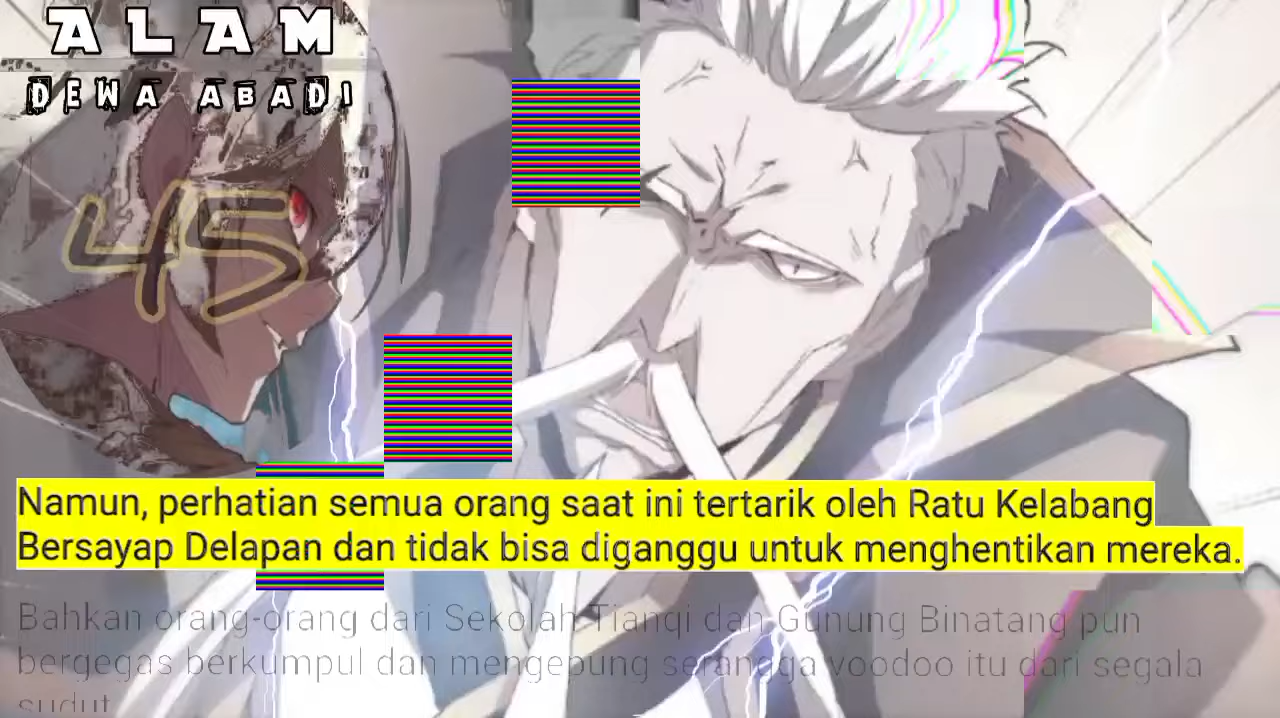 ALAM
DEWA ABADI
45
Namun, perhatian semua orang saat ini tertarik oleh Ratu Kelabang
Bersayap Delapan dan tidak bisa diganggu untuk menghentikan mereka.
Bahkan orang-orang dari Sekolah Tianqi dan Gunung Binatang pun
bergegas berkumpul dan mengepung serangga voodoo itu dari segala
sudut